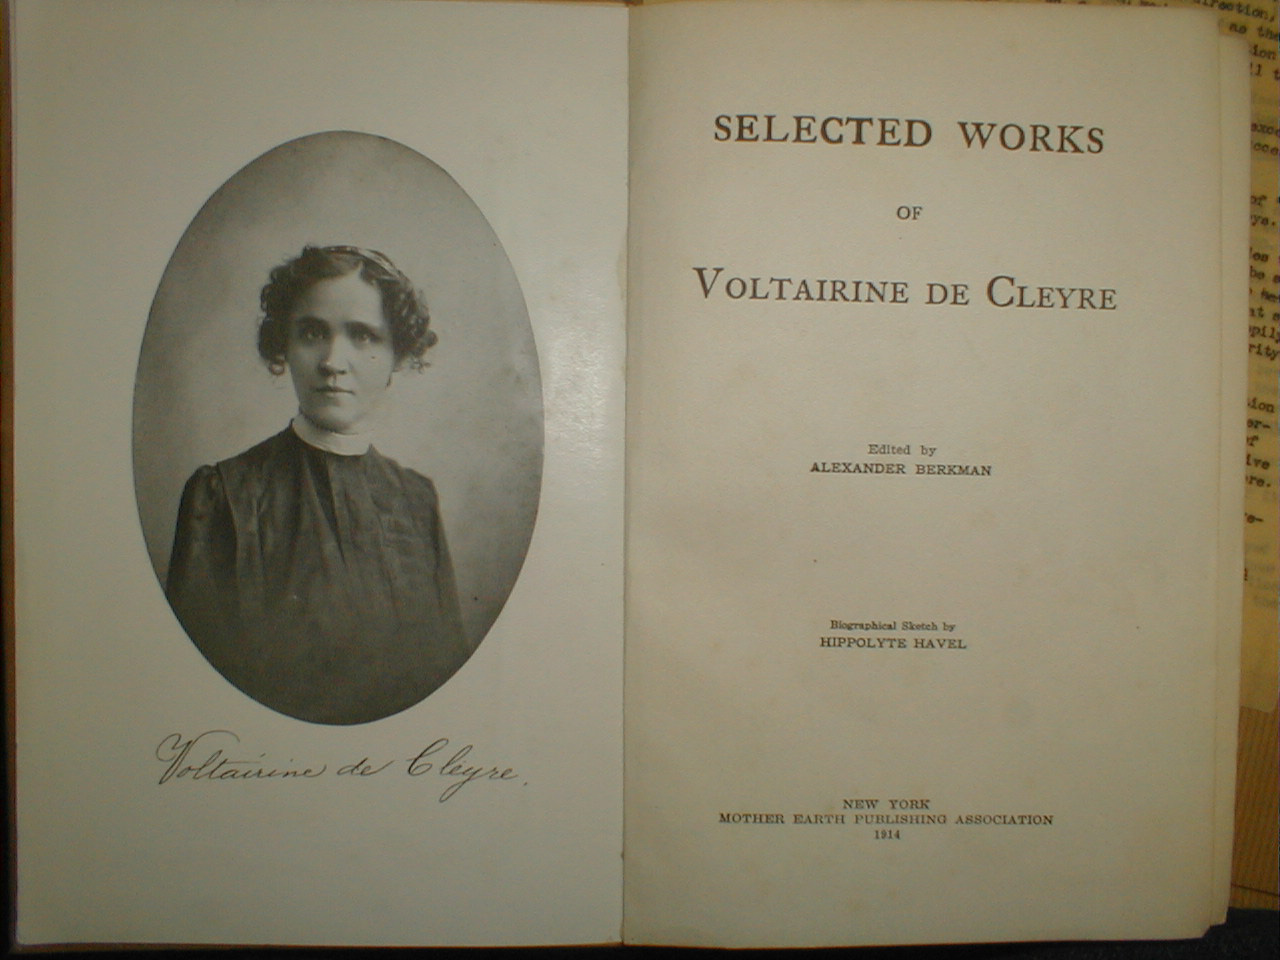 Voltairine de Cleyre.
SELECTED WORKS
OF
VOLTAIRINE DE CLEYRE
Edited by
ALEXANDER BERKMAN
Biographical Sketch by
HIPPOLYTE HAVEL
NEW YORK
MOTHER EARTH PUBLISHING ASSOCIATION
1914